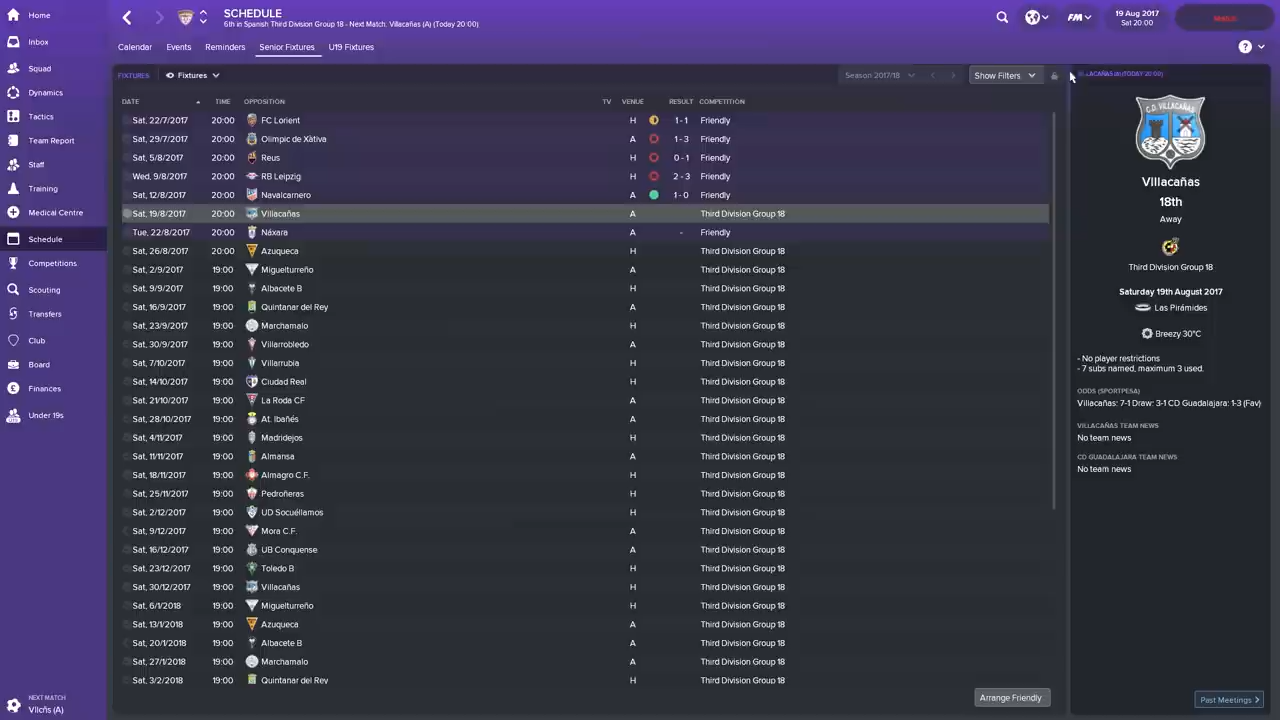 Home
SCHEDULE
6th in Spanish Third Division Group 18 - Next Match: Villacañas (A) (Today 20:00)
FM
19 Aug 2017
Sat 20:00
Inbox
Calendar
Events
Reminders
Senior Fixtures
U19 Fixtures
?
Squad
Dynamics
Tactics
Team Report
Staff
Training
Medical Centre
Schedule
Competitions
Scouting
Transfers
Club
Board
Finances
Under 19s
NEXT MATCH
Vllcñs (A)
FIXTURES
Fixtures
Season 2017/18
Show Filters
DATE TIME OPPOSITION TV VENUE RESULT COMPETITION
Sat, 22/7/2017 20:00 FC Lorient H 1 - 1 Friendly
Sat, 29/7/2017 20:00 Olimpic de Xàtiva A 1 - 3 Friendly
Sat, 5/8/2017 20:00 Reus H 0 - 1 Friendly
Wed, 9/8/2017 20:00 RB Leipzig H 2 - 3 Friendly
Sat, 12/8/2017 20:00 Navalcarnero A 1 - 0 Friendly
Sat, 19/8/2017 20:00 Villacañas A Third Division Group 18
Tue, 22/8/2017 20:00 Náxara A - Friendly
Sat, 26/8/2017 20:00 Azuqueca H Third Division Group 18
Sat, 2/9/2017 19:00 Miguelturreño A Third Division Group 18
Sat, 9/9/2017 19:00 Albacete B H Third Division Group 18
Sat, 16/9/2017 19:00 Quintanar del Rey A Third Division Group 18
Sat, 23/9/2017 19:00 Marchamalo H Third Division Group 18
Sat, 30/9/2017 19:00 Villarrobledo A Third Division Group 18
Sat, 7/10/2017 19:00 Villarrubia H Third Division Group 18
Sat, 14/10/2017 19:00 Ciudad Real H Third Division Group 18
Sat, 21/10/2017 19:00 La Roda CF A Third Division Group 18
Sat, 28/10/2017 19:00 At. Ibañés A Third Division Group 18
Sat, 4/11/2017 19:00 Madridejos H Third Division Group 18
Sat, 11/11/2017 19:00 Almansa A Third Division Group 18
Sat, 18/11/2017 19:00 Almagro C.F. H Third Division Group 18
Sat, 25/11/2017 19:00 Pedroñeras H Third Division Group 18
Sat, 2/12/2017 19:00 UD Socuéllamos H Third Division Group 18
Sat, 9/12/2017 19:00 Mora C.F. A Third Division Group 18
Sat, 16/12/2017 19:00 UB Conquense A Third Division Group 18
Sat, 23/12/2017 19:00 Toledo B H Third Division Group 18
Sat, 30/12/2017 19:00 Villacañas H Third Division Group 18
Sat, 6/1/2018 19:00 Miguelturreño H Third Division Group 18
Sat, 13/1/2018 19:00 Azuqueca A Third Division Group 18
Sat, 20/1/2018 19:00 Albacete B A Third Division Group 18
Sat, 27/1/2018 19:00 Marchamalo A Third Division Group 18
Sat, 3/2/2018 19:00 Quintanar del Rey H Third Division Group 18
Arrange Friendly
C.D. VILLACAÑAS
Villacañas
18th
Away
Third Division Group 18
Saturday 19th August 2017
Las Pirámides
Breezy 30°C
- No player restrictions
- 7 subs named, maximum 3 used.
ODDS (SPORTPESA)
Villacañas: 7-1 Draw: 3-1 CD Guadalajara: 1-3 (Fav)
VILLACAÑAS TEAM NEWS
No team news
CD GUADALAJARA TEAM NEWS
No team news
Past Meetings